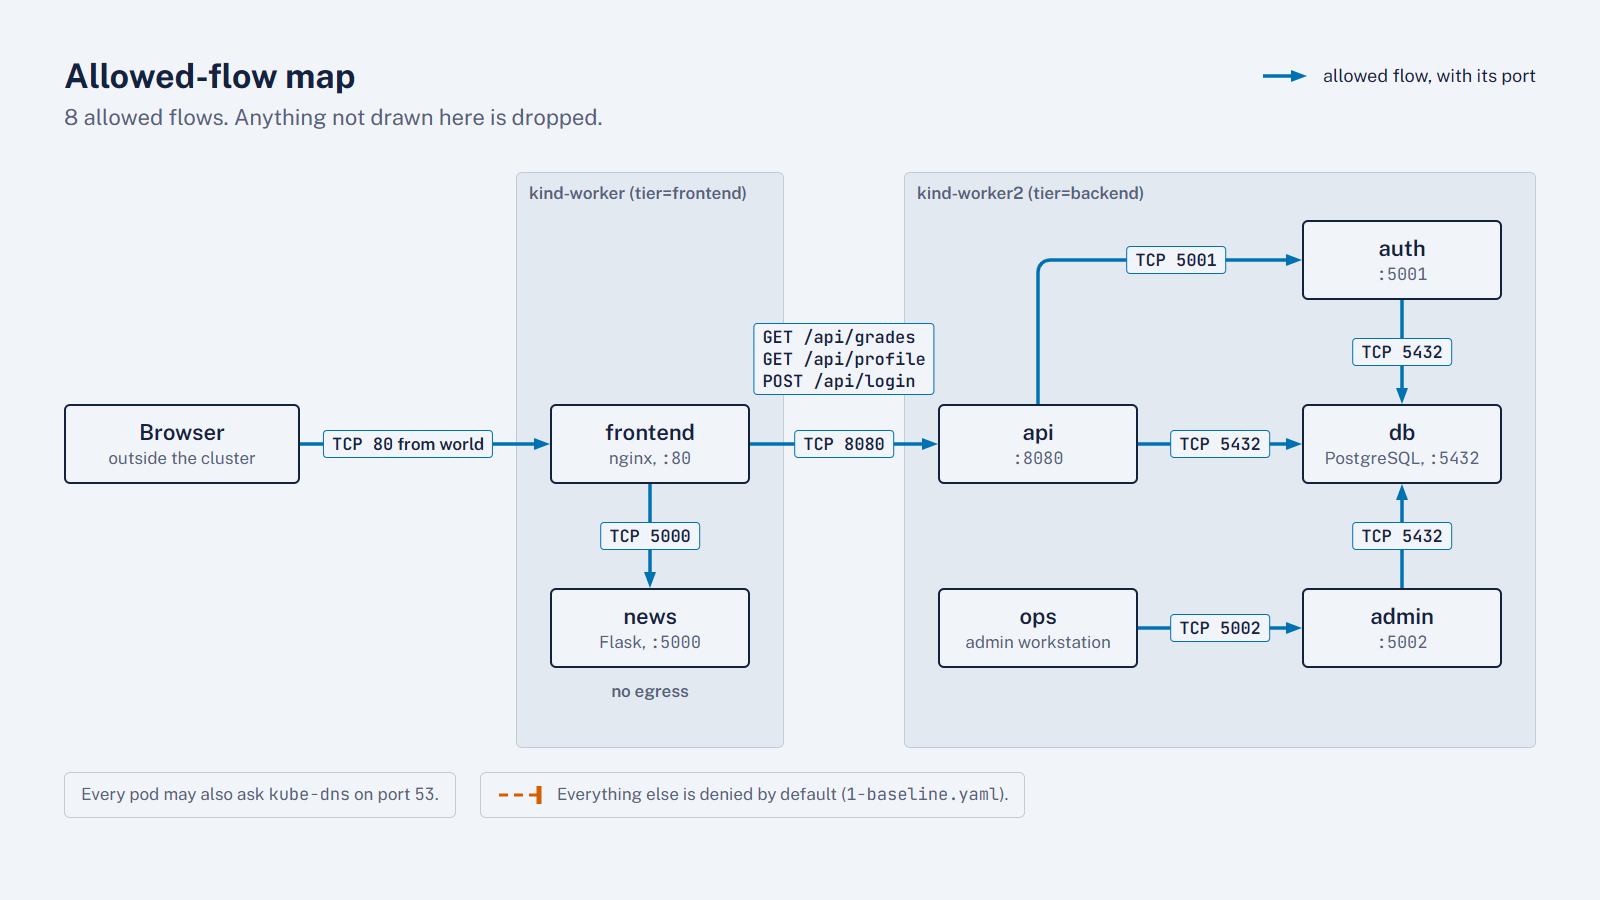 Allowed-flow map
8 allowed flows. Anything not drawn here is dropped.
allowed flow, with its port
kind-worker (tier=frontend)
kind-worker2 (tier=backend)
auth
:5001
TCP 5001
GET /api/grades
GET /api/profile
POST /api/login
TCP 5432
Browser
outside the cluster
TCP 80 from world
frontend
nginx, :80
TCP 8080
api
:8080
TCP 5432
db
PostgreSQL, :5432
TCP 5000
TCP 5432
news
Flask, :5000
no egress
ops
admin workstation
TCP 5002
admin
:5002
Every pod may also ask kube-dns on port 53.
Everything else is denied by default (1-baseline.yaml).